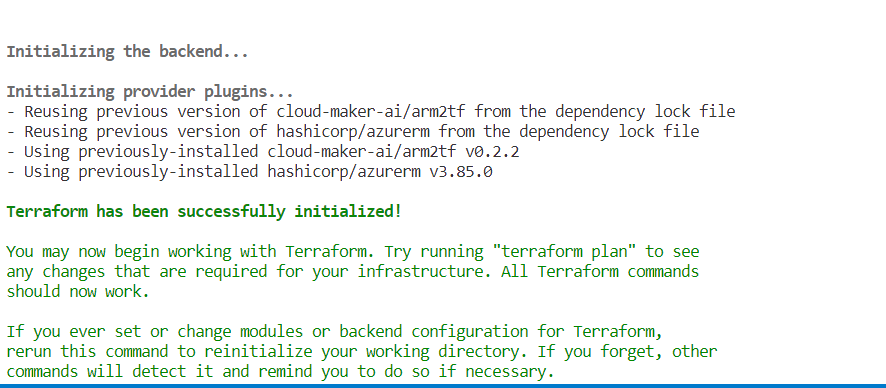 Initializing the backend...
Initializing provider plugins...
- Reusing previous version of cloud-maker-ai/arm2tf from the dependency lock file
- Reusing previous version of hashicorp/azurerm from the dependency lock file
- Using previously-installed cloud-maker-ai/arm2tf v0.2.2
- Using previously-installed hashicorp/azurerm v3.85.0
Terraform has been successfully initialized!
You may now begin working with Terraform. Try running "terraform plan" to see
any changes that are required for your infrastructure. All Terraform commands
should now work.
If you ever set or change modules or backend configuration for Terraform,
rerun this command to reinitialize your working directory. If you forget, other
commands will detect it and remind you to do so if necessary.